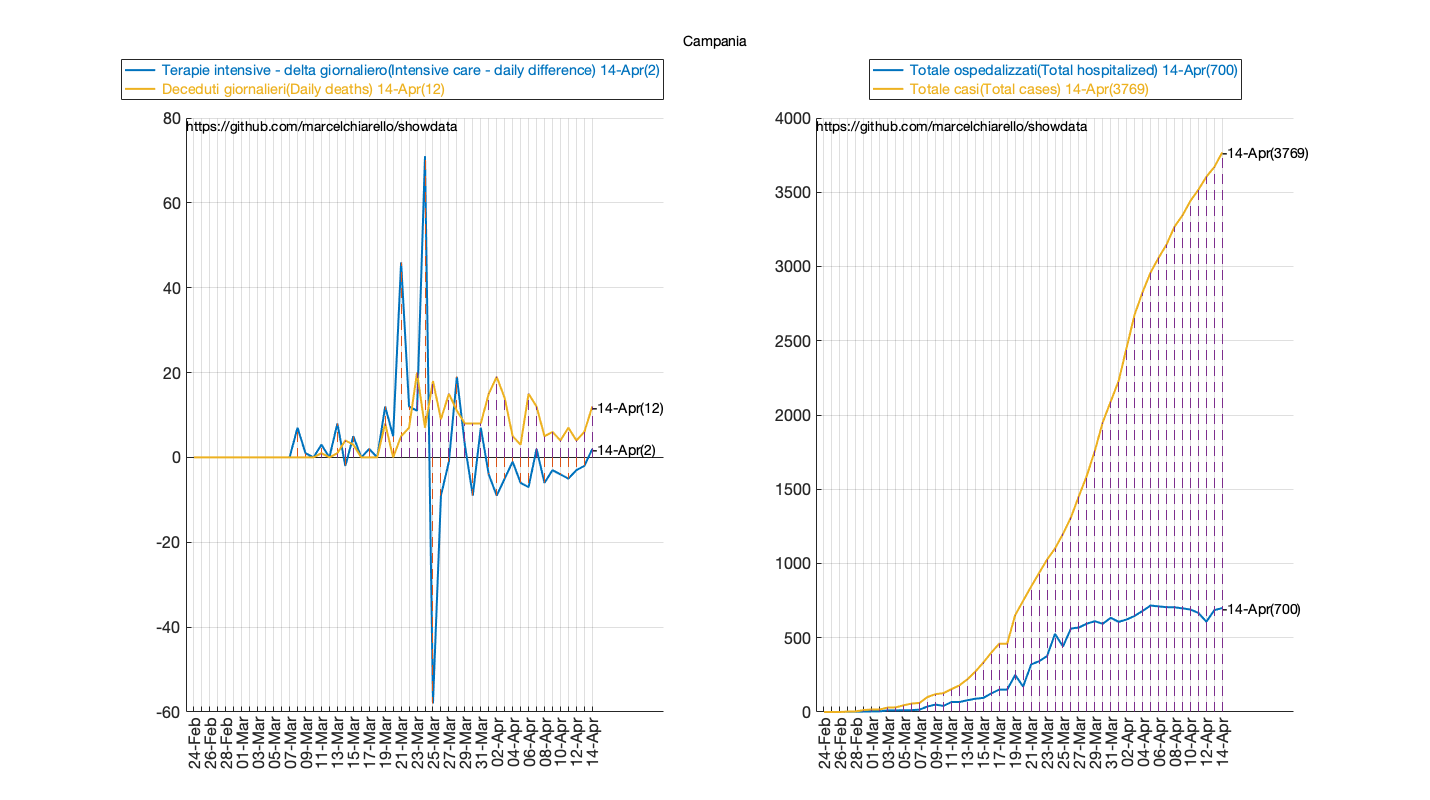 Campania
Terapie intensive - delta giornaliero(Intensive care - daily difference) 14-Apr(2)
Deceduti giornalieri(Daily deaths) 14-Apr(12)
https://github.com/marcelchiarello/showdata
80
60
40
20
0
-20
-40
-60
14-Apr(12)
14-Apr(2)
24-Feb
26-Feb
28-Feb
01-Mar
03-Mar
05-Mar
07-Mar
09-Mar
11-Mar
13-Mar
15-Mar
17-Mar
19-Mar
21-Mar
23-Mar
25-Mar
27-Mar
29-Mar
31-Mar
02-Apr
04-Apr
06-Apr
08-Apr
10-Apr
12-Apr
14-Apr
Totale ospedalizzati(Total hospitalized) 14-Apr(700)
Totale casi(Total cases) 14-Apr(3769)
https://github.com/marcelchiarello/showdata
4000
3500
3000
2500
2000
1500
1000
500
0
14-Apr(3769)
14-Apr(700)
24-Feb
26-Feb
28-Feb
01-Mar
03-Mar
05-Mar
07-Mar
09-Mar
11-Mar
13-Mar
15-Mar
17-Mar
19-Mar
21-Mar
23-Mar
25-Mar
27-Mar
29-Mar
31-Mar
02-Apr
04-Apr
06-Apr
08-Apr
10-Apr
12-Apr
14-Apr